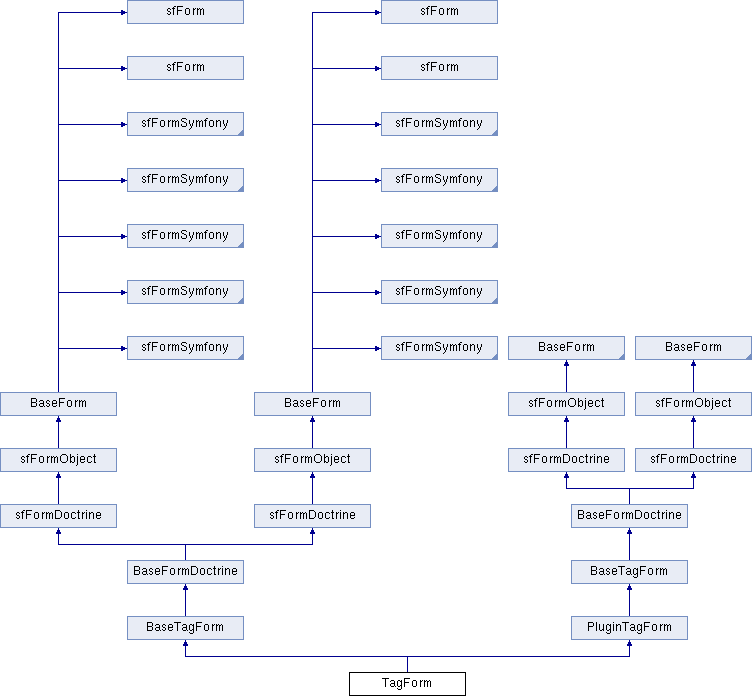 sfForm
sfForm
sfForm
sfForm
sfFormSymfony
sfFormSymfony
sfFormSymfony
sfFormSymfony
sfFormSymfony
sfFormSymfony
sfFormSymfony
sfFormSymfony
sfFormSymfony
sfFormSymfony
BaseForm
BaseForm
BaseForm
BaseForm
sfFormObject
sfFormObject
sfFormObject
sfFormObject
sfFormDoctrine
sfFormDoctrine
sfFormDoctrine
sfFormDoctrine
BaseFormDoctrine
BaseFormDoctrine
BaseTagForm
BaseTagForm
PluginTagForm
TagForm